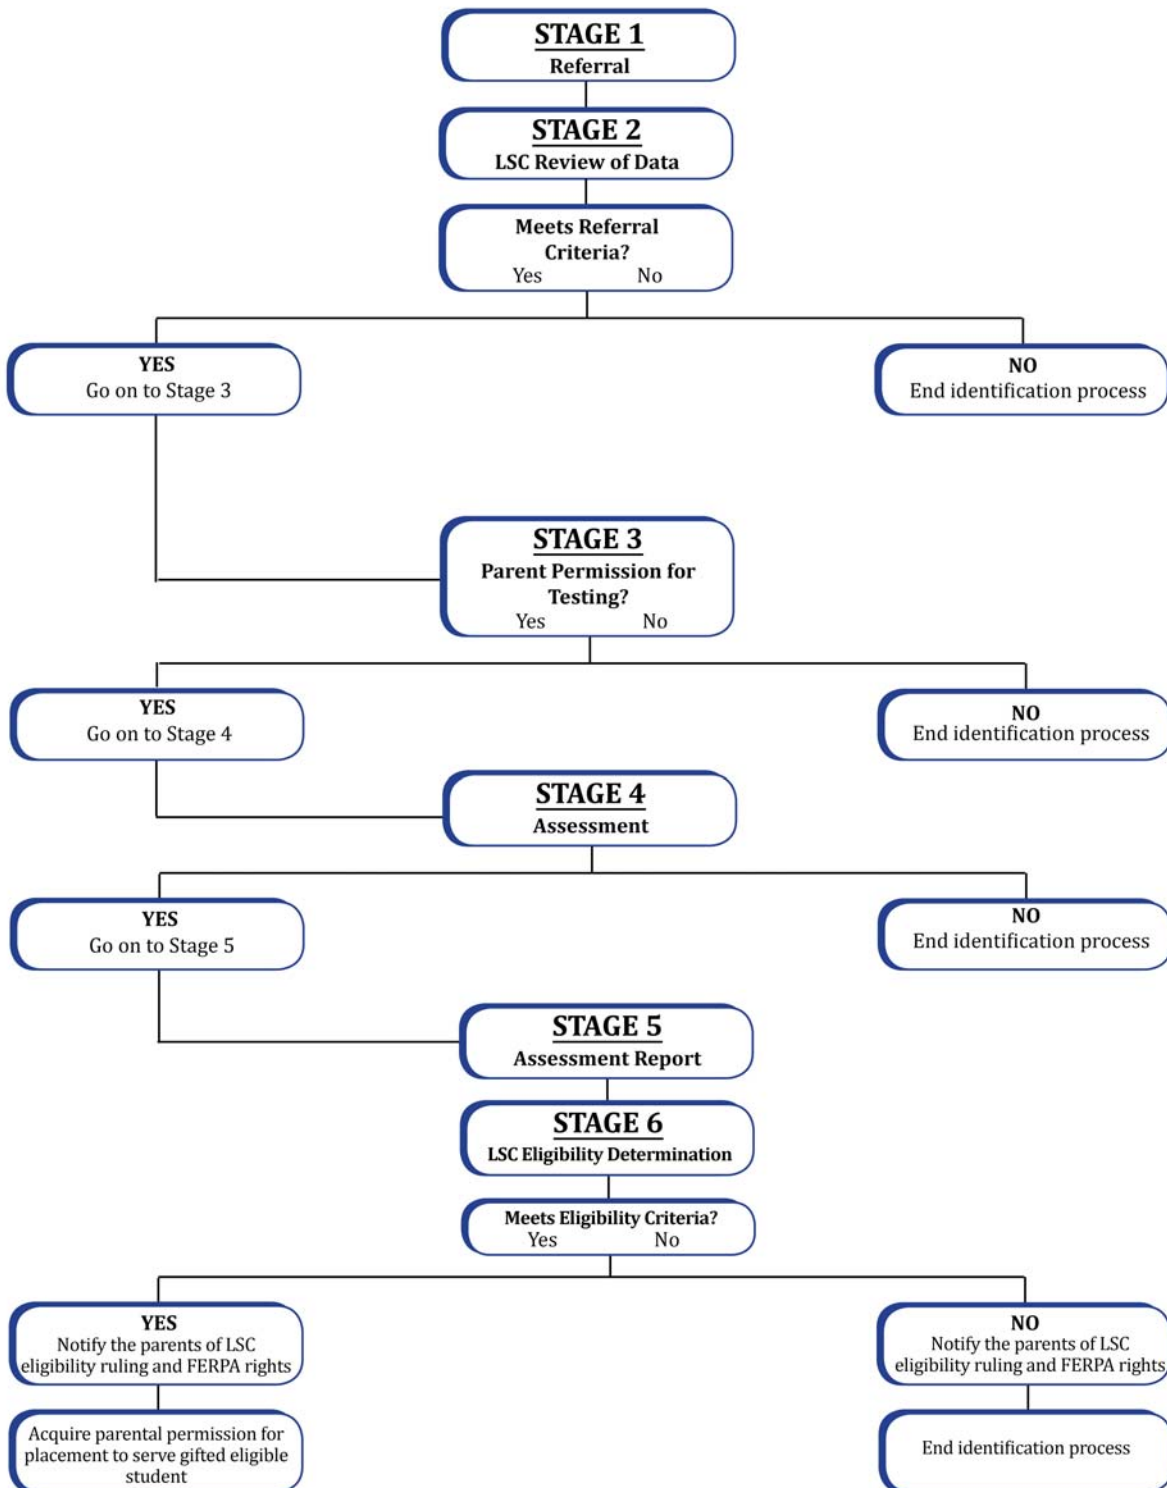 STAGE 1
Referral
STAGE 2
LSC Review of Data
Meets Referral
Criteria?
Yes No
YES
Go on to Stage 3
NO
End identification process
STAGE 3
Parent Permission for
Testing?
Yes No
YES
Go on to Stage 4
NO
End identification process
STAGE 4
Assessment
YES
Go on to Stage 5
NO
End identification process
STAGE 5
Assessment Report
STAGE 6
LSC Eligibility Determination
Meets Eligibility Criteria?
Yes No
YES
Notify the parents of LSC
eligibility ruling and FERPA rights
NO
Notify the parents of LSC
eligibility ruling and FERPA rights
Acquire parental permission for
placement to serve gifted eligible
student
End identification process